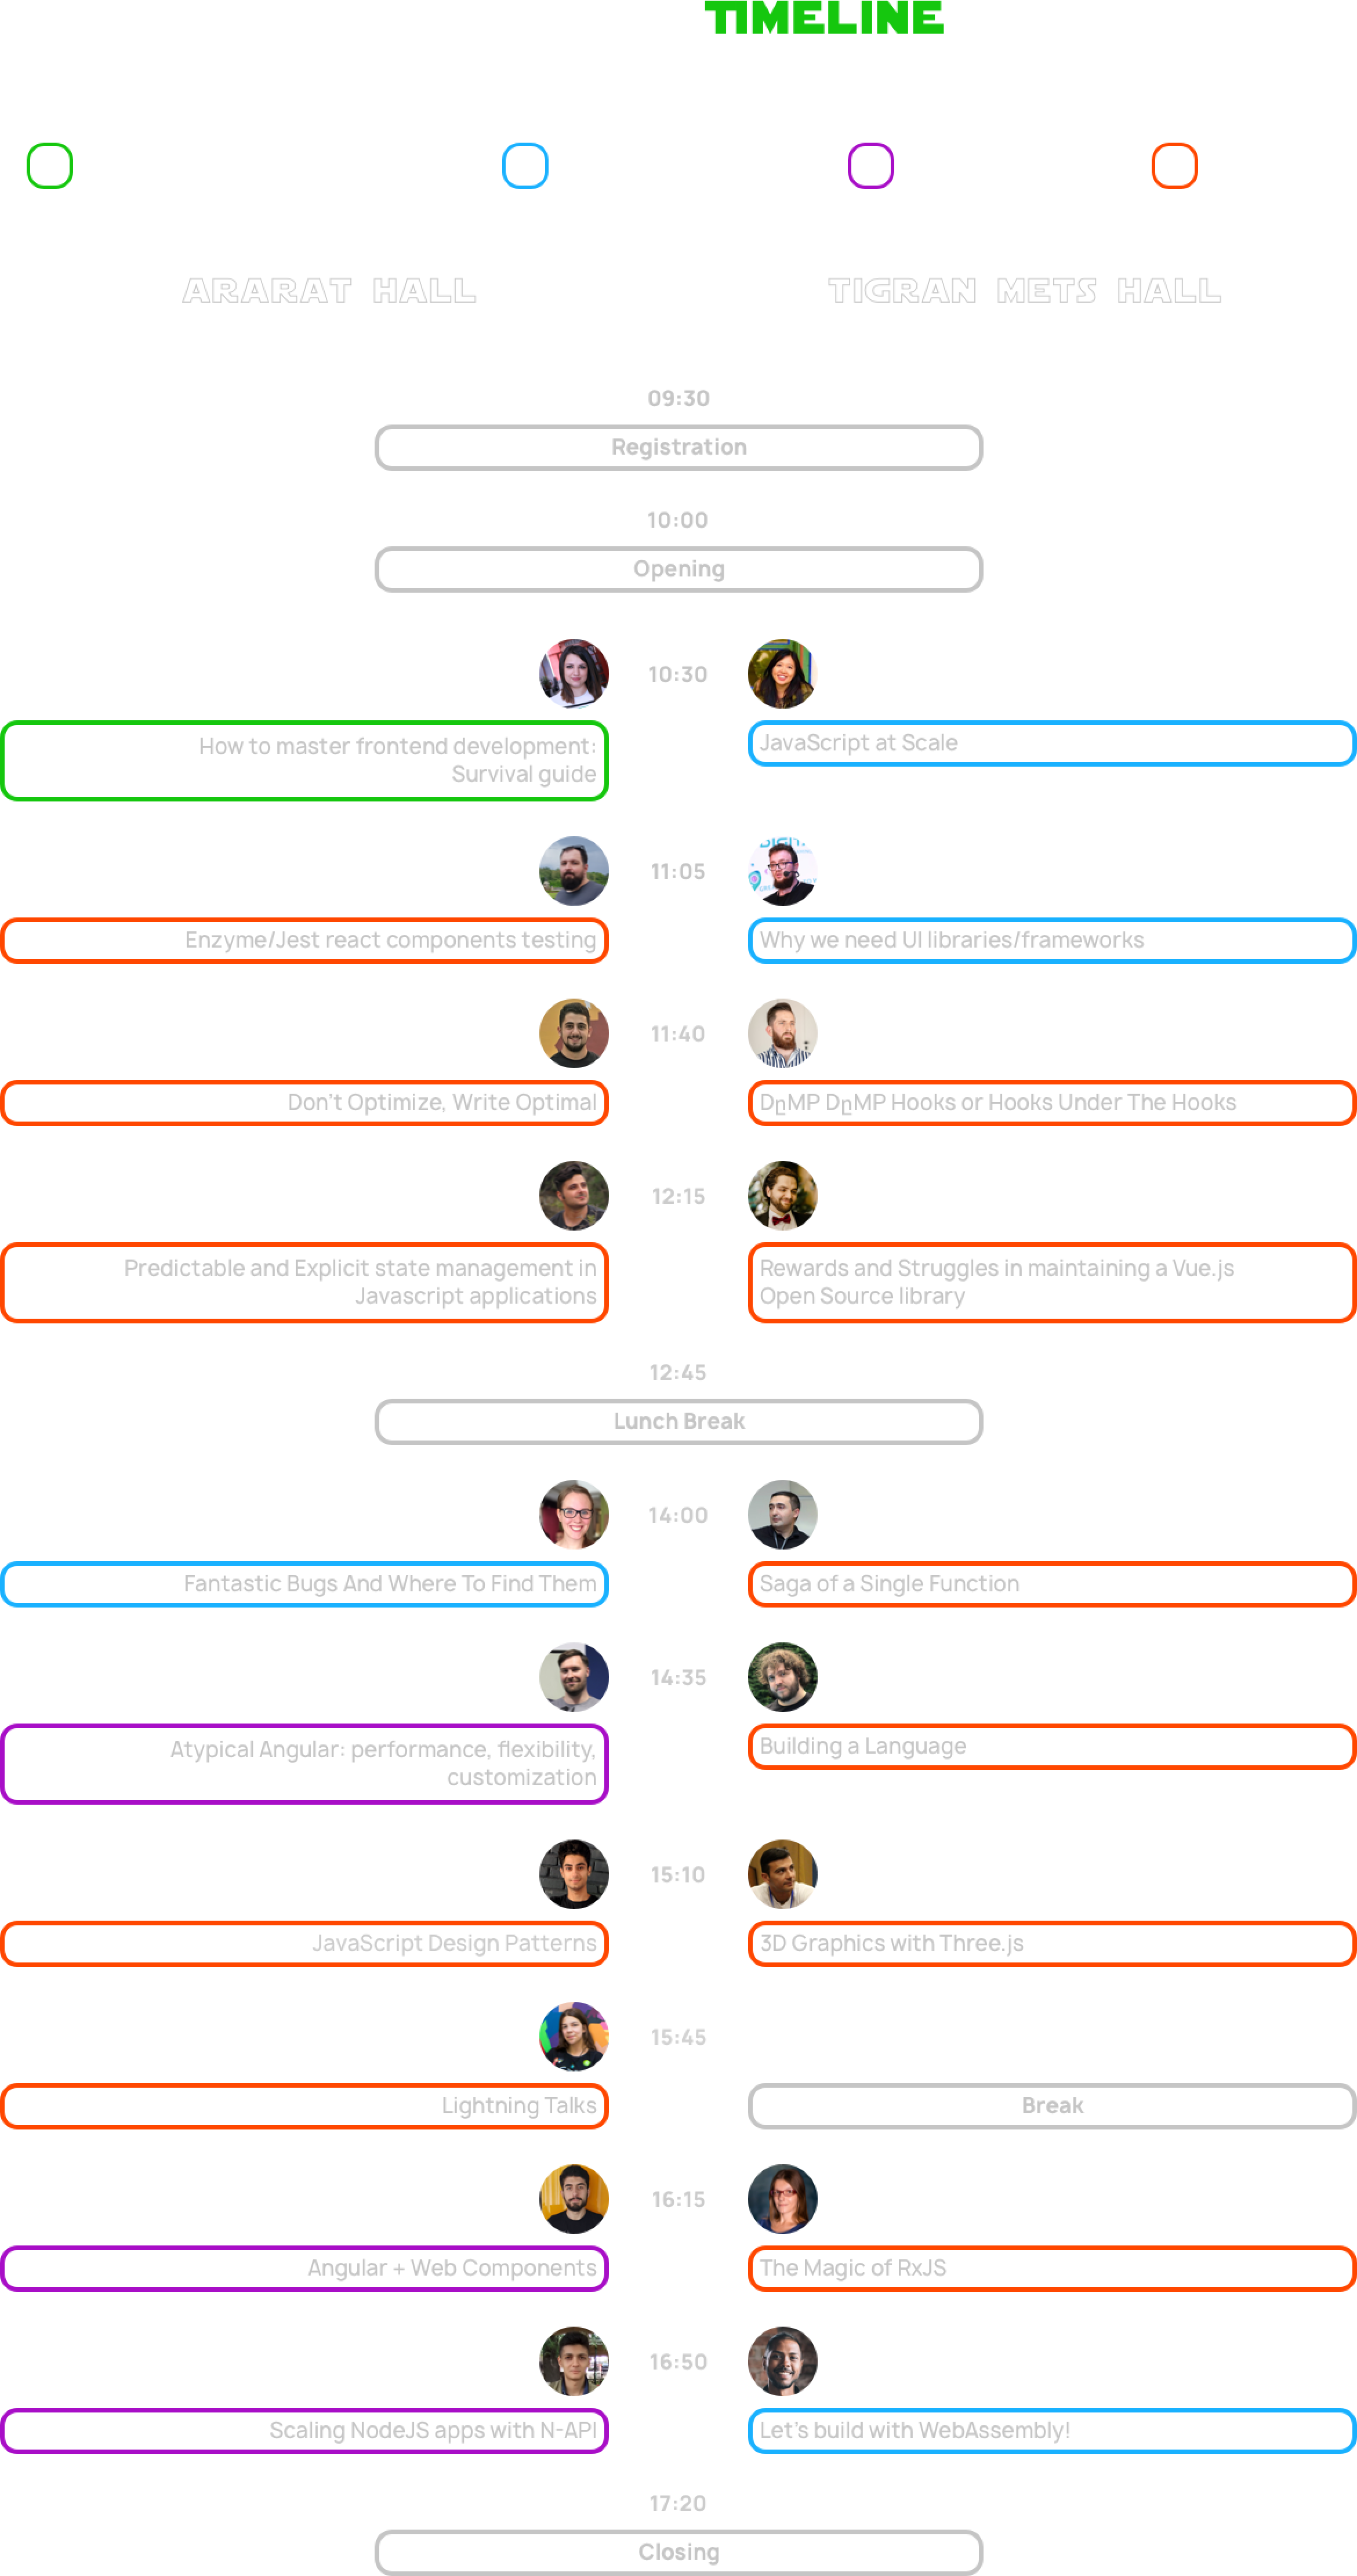 TIMELINE
ARARAT HALL
TIGRAN METS HALL
09:30
Registration
10:00
Opening
10:30
How to master frontend development:
Survival guide
JavaScript at Scale
11:05
Enzyme/Jest react components testing
Why we need UI libraries/frameworks
11:40
Don't Optimize, Write Optimal
DըMP DըMP Hooks or Hooks Under The Hooks
12:15
Predictable and Explicit state management in
Javascript applications
Rewards and Struggles in maintaining a Vue.js
Open Source library
12:45
Lunch Break
14:00
Fantastic Bugs And Where To Find Them
Saga of a Single Function
14:35
Atypical Angular: performance, flexibility,
customization
Building a Language
15:10
JavaScript Design Patterns
3D Graphics with Three.js
15:45
Lightning Talks
Break
16:15
Angular + Web Components
The Magic of RxJS
16:50
Scaling NodeJS apps with N-API
Let's build with WebAssembly!
17:20
Closing